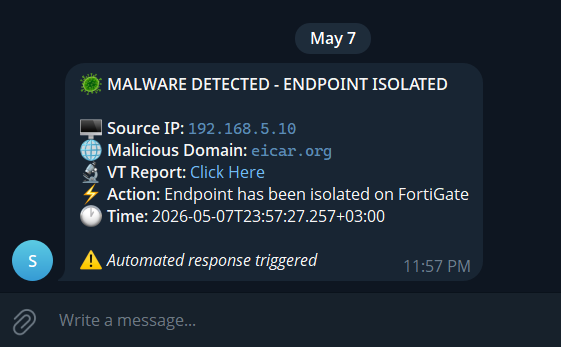 May 7
MALWARE DETECTED - ENDPOINT ISOLATED
Source IP: 192.168.5.10
Malicious Domain: eicar.org
VT Report: Click Here
Action: Endpoint has been isolated on FortiGate
Time: 2026-05-07T23:57:27.257+03:00
Automated response triggered
11:57 PM
S
Write a message...